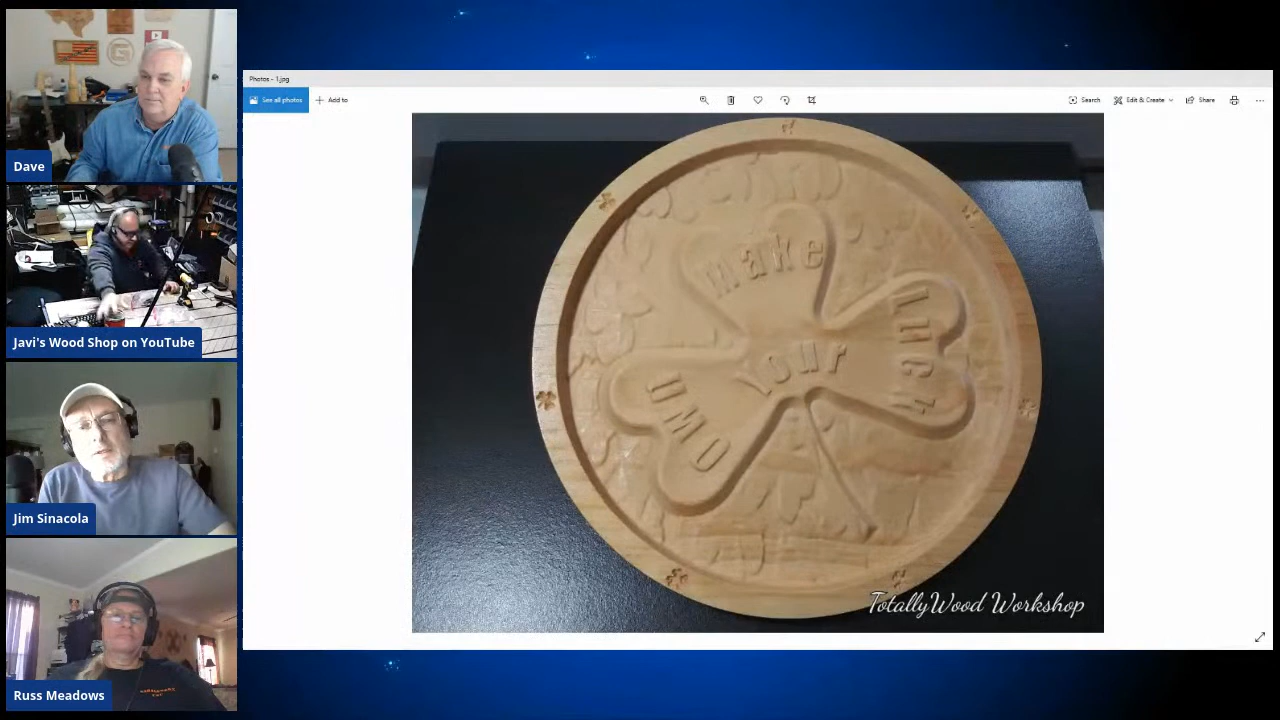 Dave
Javi's Wood Shop on YouTube
Jim Sinacola
Russ Meadows
Photos - 1.jpg
See all photos
Add to
Search
Edit & Create
Share
Make
Your
Own
Luck
TotallyWood Workshop